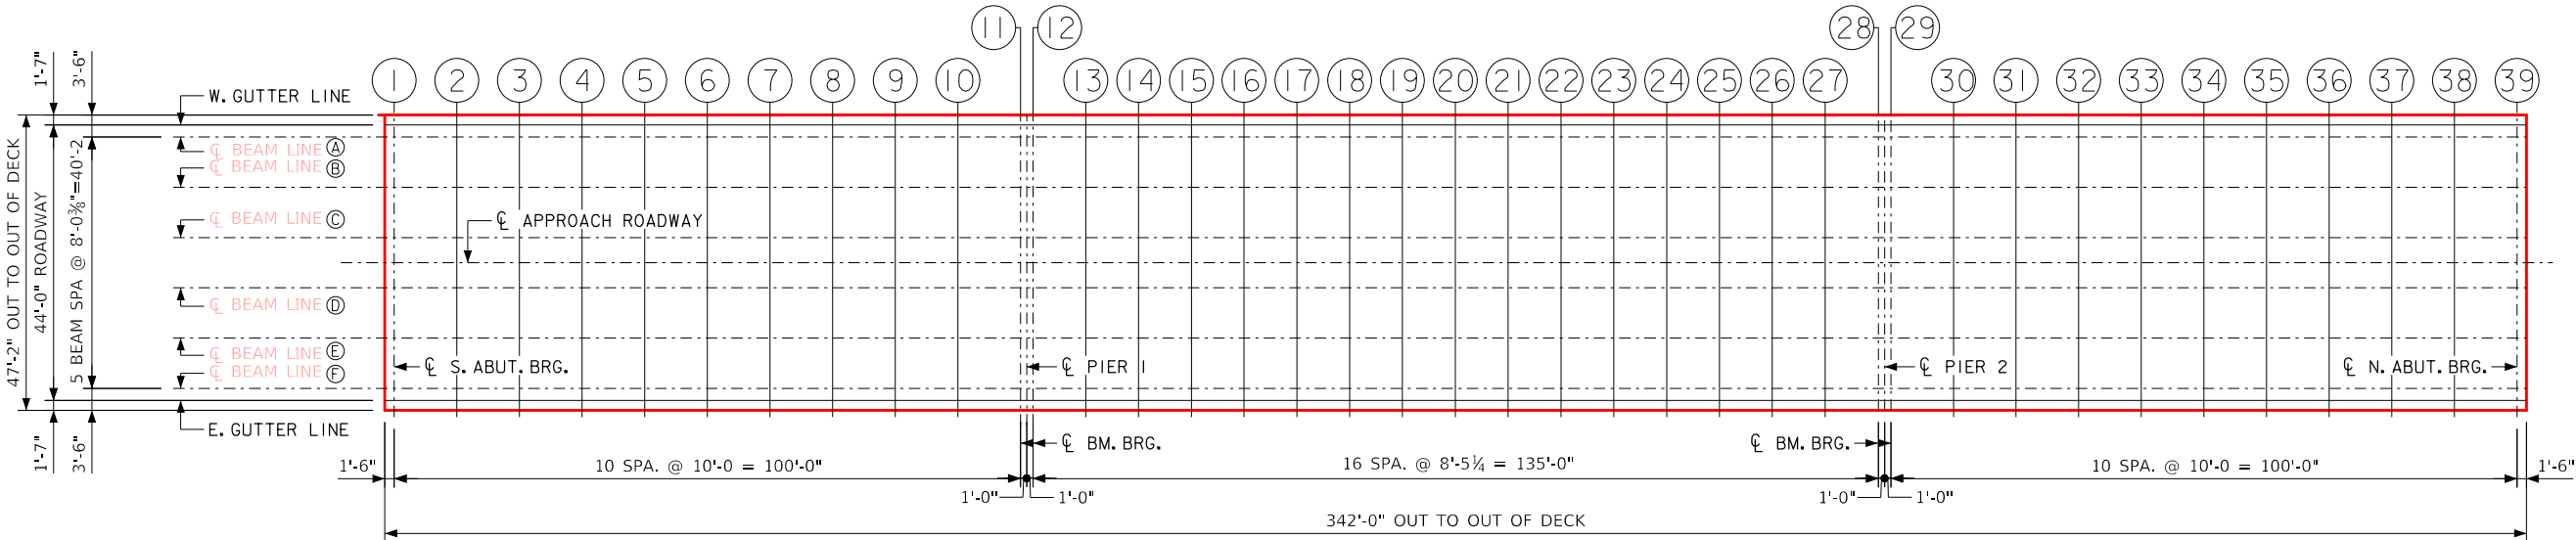 11 12 28 29
1 2 3 4 5 6 7 8 9 10 13 14 15 16 17 18 19 20 21 22 23 24 25 26 27 30 31 32 33 34 35 36 37 38 39
1'-7"
3'-6"
W. GUTTER LINE
℄ BEAM LINE A
℄ BEAM LINE B
℄ BEAM LINE C
℄ APPROACH ROADWAY
47'-2" OUT TO OUT OF DECK
44'-0" ROADWAY
5 BEAM SPA @ 8'-0⅜"=40'-2
℄ BEAM LINE D
℄ BEAM LINE E
℄ BEAM LINE F
℄ S. ABUT. BRG.
℄ PIER 1
℄ PIER 2
℄ N. ABUT. BRG.
E. GUTTER LINE
1'-7"
3'-6"
℄ BM. BRG.
℄ BM. BRG.
1'-6"
10 SPA. @ 10'-0 = 100'-0"
16 SPA. @ 8'-5¼ = 135'-0"
10 SPA. @ 10'-0 = 100'-0"
1'-6"
1'-0"
1'-0"
1'-0"
1'-0"
342'-0" OUT TO OUT OF DECK